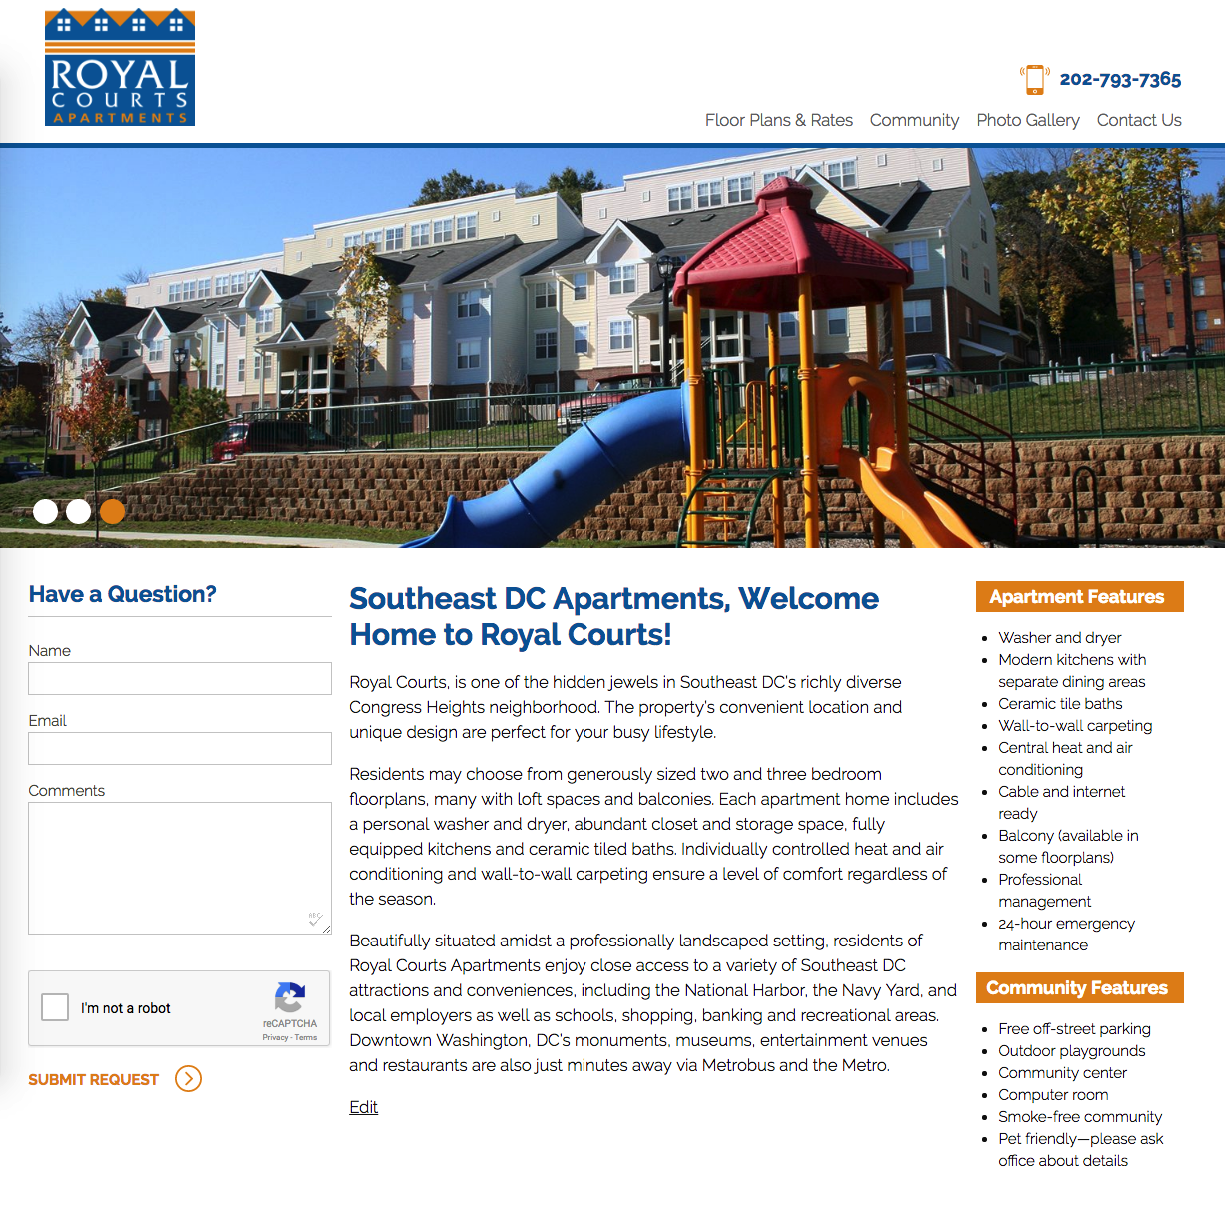 ROYAL
COURTS
APARTMENTS
202-793-7365
Floor Plans & Rates Community Photo Gallery Contact Us
Have a Question?
Name
Email
Comments
ABC
I'm not a robot
reCAPTCHA
Privacy - Terms
SUBMIT REQUEST
Southeast DC Apartments, Welcome
Home to Royal Courts!
Royal Courts, is one of the hidden jewels in Southeast DC's richly diverse
Congress Heights neighborhood. The property's convenient location and
unique design are perfect for your busy lifestyle.
Residents may choose from generously sized two and three bedroom
floorplans, many with loft spaces and balconies. Each apartment home includes
a personal washer and dryer, abundant closet and storage space, fully
equipped kitchens and ceramic tiled baths. Individually controlled heat and air
conditioning and wall-to-wall carpeting ensure a level of comfort regardless of
the season.
Beautifully situated amidst a professionally landscaped setting, residents of
Royal Courts Apartments enjoy close access to a variety of Southeast DC
attractions and conveniences, including the National Harbor, the Navy Yard, and
local employers as well as schools, shopping, banking and recreational areas.
Downtown Washington, DC's monuments, museums, entertainment venues
and restaurants are also just minutes away via Metrobus and the Metro.
Edit
Apartment Features
• Washer and dryer
• Modern kitchens with
separate dining areas
• Ceramic tile baths
• Wall-to-wall carpeting
• Central heat and air
conditioning
• Cable and internet
ready
• Balcony (available in
some floorplans)
• Professional
management
• 24-hour emergency
maintenance
Community Features
• Free off-street parking
• Outdoor playgrounds
• Community center
• Computer room
• Smoke-free community
• Pet friendly—please ask
office about details